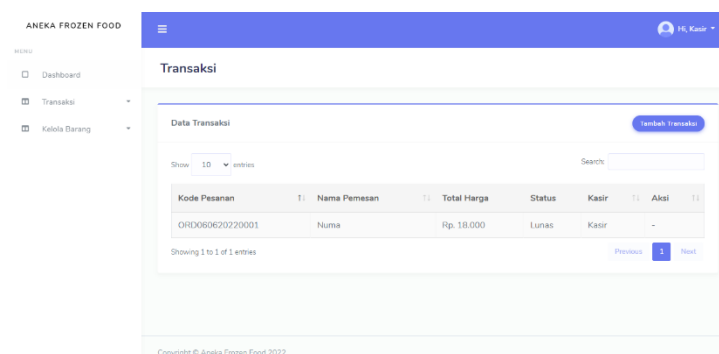 ANEKA FROZEN FOOD
Hi, Kasir
MENU
Dashboard
Transaksi
Kelola Barang
Transaksi
Data Transaksi
Tambah Transaksi
Show 10 entries
Search:
Kode Pesanan Nama Pemesan Total Harga Status Kasir Aksi
ORD060620220001 Numa Rp. 18.000 Lunas Kasir -
Showing 1 to 1 of 1 entries
Previous 1 Next
Copyright © Aneka Frozen Food 2022